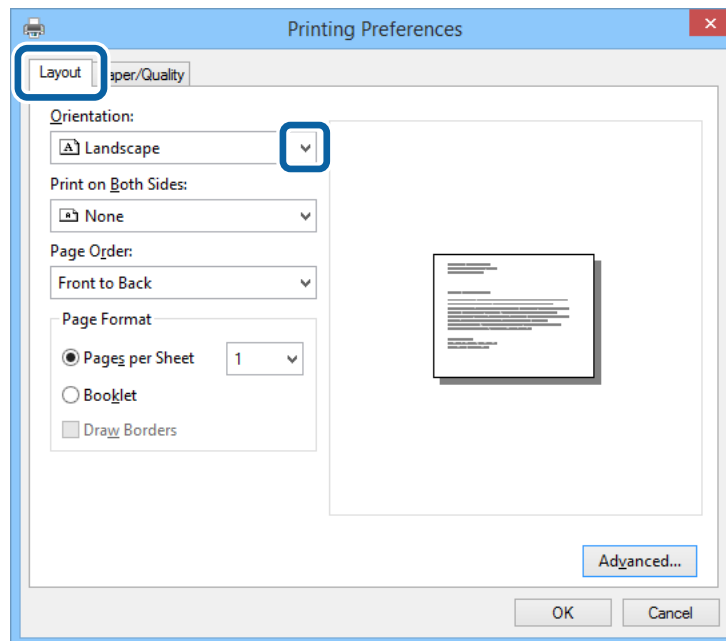 Printing Preferences
Layout
aper/Quality
Orientation:
A Landscape
Print on Both Sides:
None
Page Order:
Front to Back
Page Format
Pages per Sheet 1
Booklet
Draw Borders
Advanced...
OK Cancel